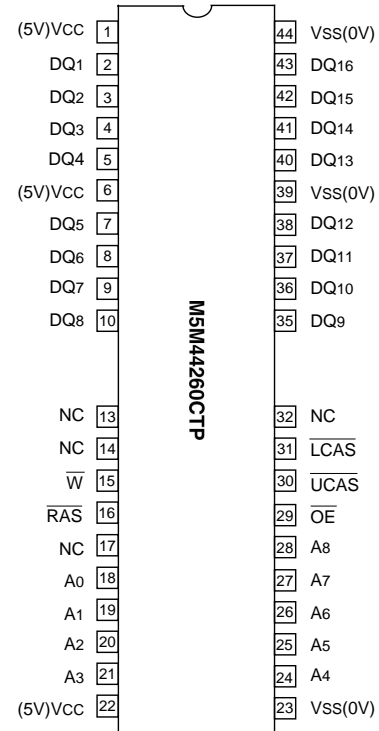 (5V)VCC 1 44 VSS(0V)
DQ1 2 43 DQ16
DQ2 3 42 DQ15
DQ3 4 41 DQ14
DQ4 5 40 DQ13
(5V)VCC 6 39 VSS(0V)
DQ5 7 38 DQ12
DQ6 8 37 DQ11
DQ7 9 36 DQ10
DQ8 10 35 DQ9
M5M44260CTP
NC 13 32 NC
NC 14 31 L̅C̅A̅S̅
W̅ 15 30 U̅C̅A̅S̅
R̅A̅S̅ 16 29 O̅E̅
NC 17 28 A8
A0 18 27 A7
A1 19 26 A6
A2 20 25 A5
A3 21 24 A4
(5V)VCC 22 23 VSS(0V)